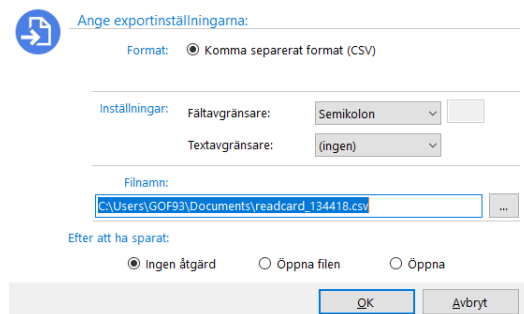 Ange exportinställningarna:
Format: Komma separerat format (CSV)
Inställningar: Fältavgränsare: Semikolon
Textavgränsare: (ingen)
Filnamn:
C:\Users\GOF93\Documents\readcard_134418.csv
...
Efter att ha sparat:
Ingen åtgärd Öppna filen Öppna
OK Avbryt